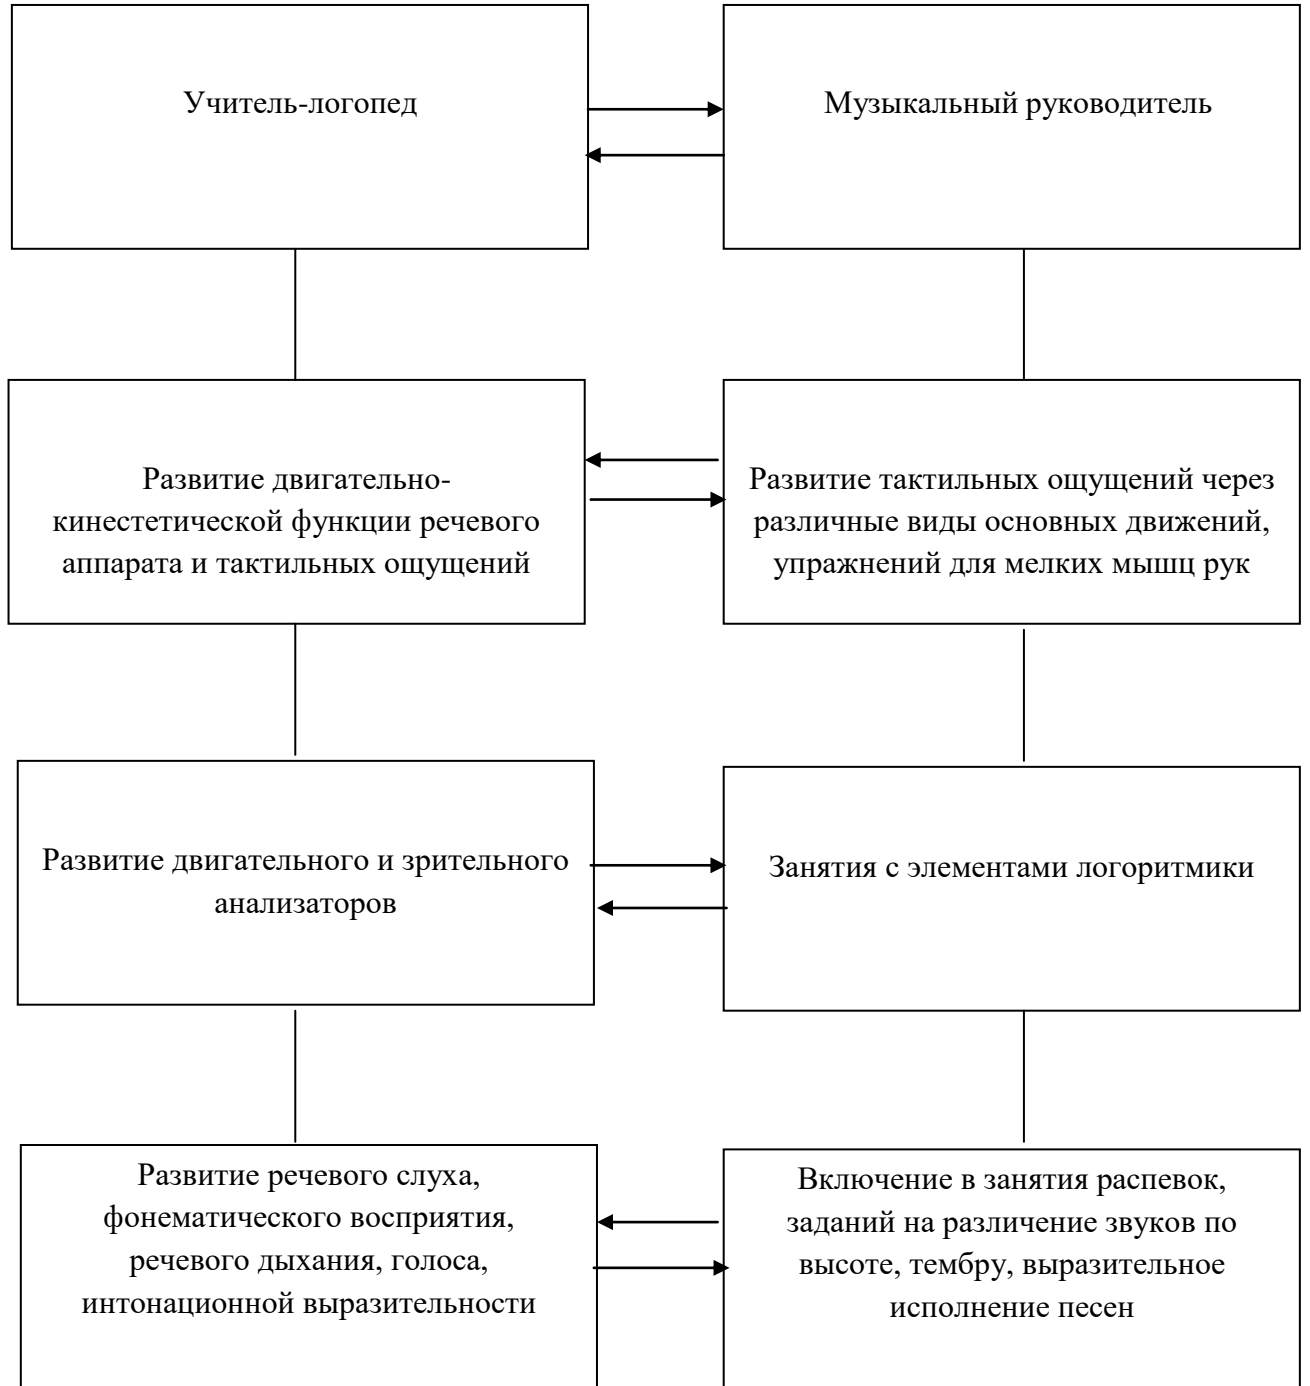 Учитель-логопед
Музыкальный руководитель
Развитие двигательно-
кинестетической функции речевого
аппарата и тактильных ощущений
Развитие тактильных ощущений через
различные виды основных движений,
упражнений для мелких мышц рук
Развитие двигательного и зрительного
анализаторов
Занятия с элементами логоритмики
Развитие речевого слуха,
фонематического восприятия,
речевого дыхания, голоса,
интонационной выразительности
Включение в занятия распевок,
заданий на различение звуков по
высоте, тембру, выразительное
исполнение песен